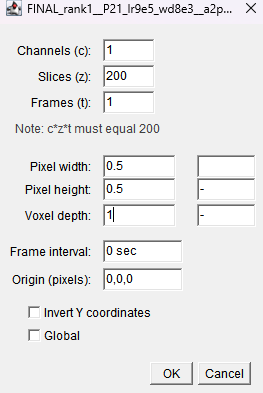 FINAL_rank1__P21_lr9e5_wd8e3__a2p...
Channels (c): 1
Slices (z): 200
Frames (t): 1
Note: c*z*t must equal 200
Pixel width: 0.5
Pixel height: 0.5 -
Voxel depth: 1 -
Frame interval: 0 sec
Origin (pixels): 0,0,0
Invert Y coordinates
Global
OK Cancel